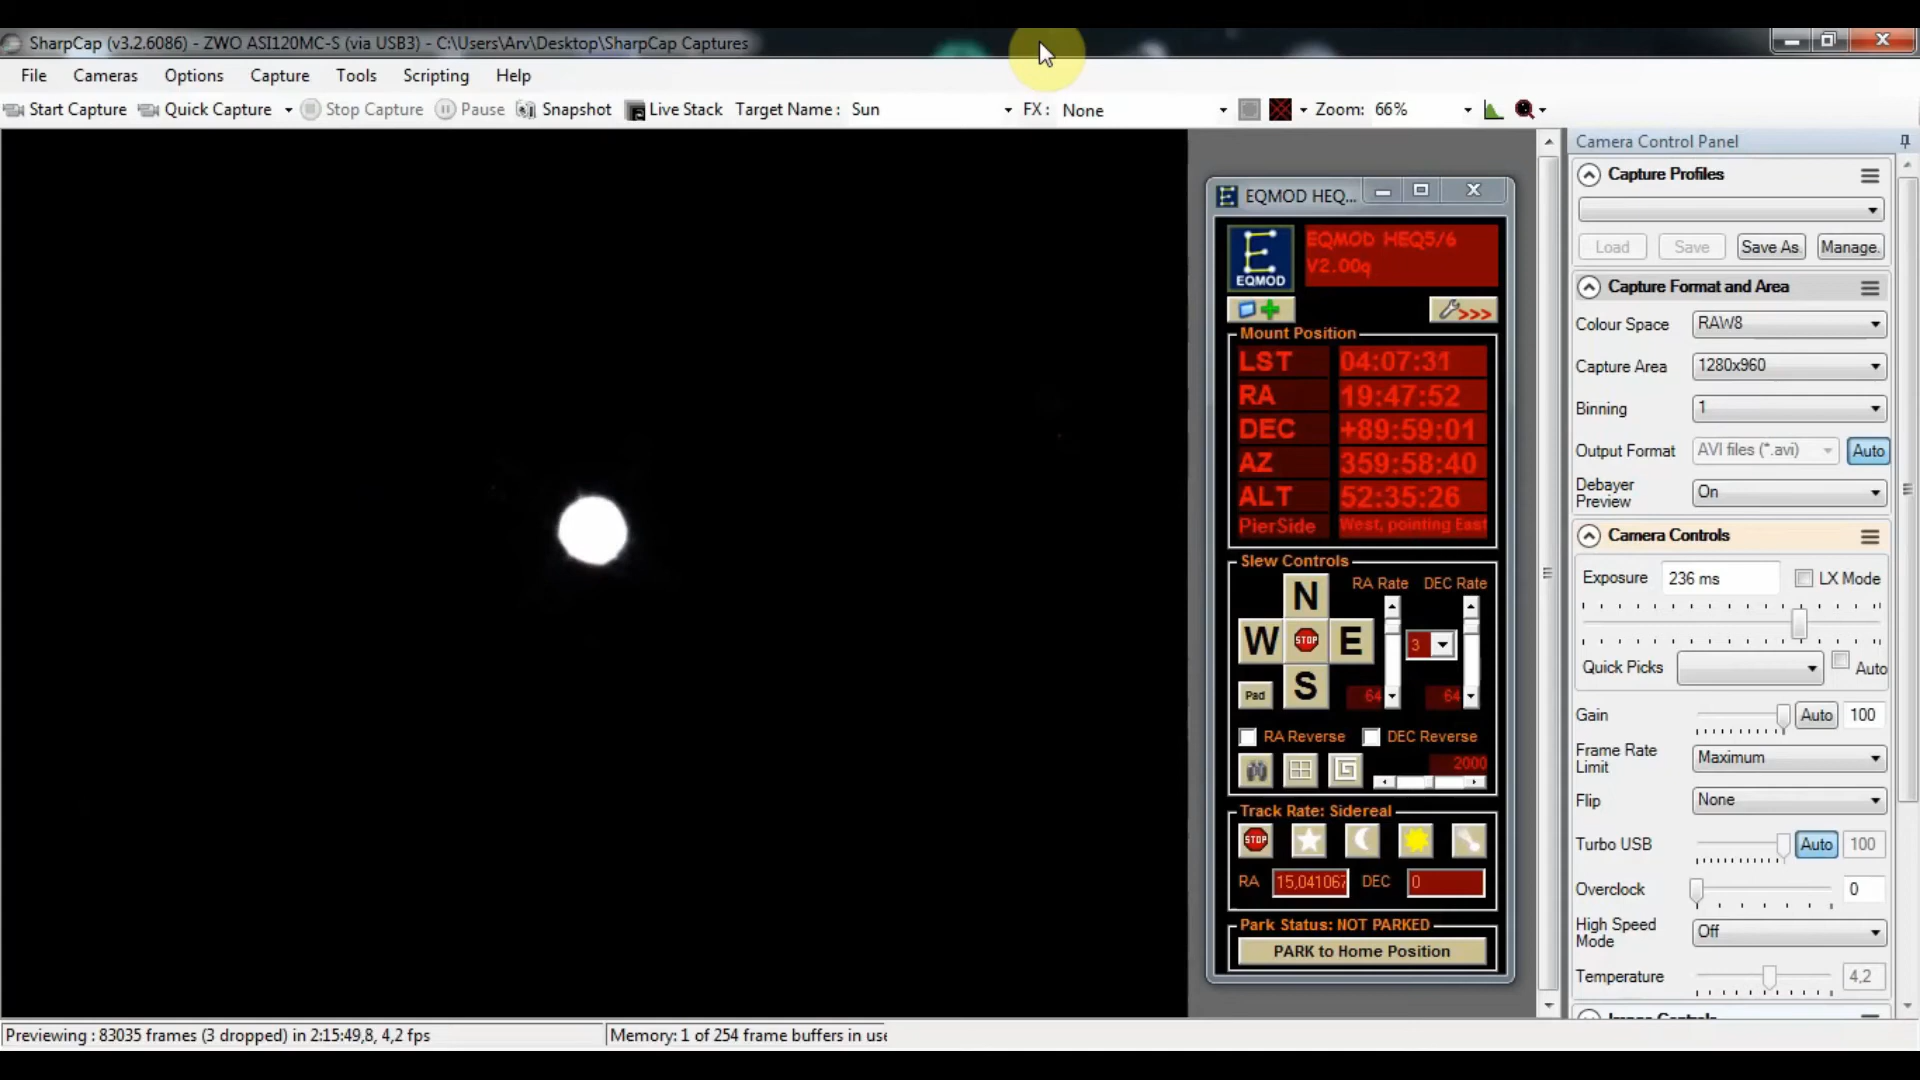 SharpCap (v3.2.6086) - ZWO ASI120MC-S (via USB3) - C:\Users\Arv\Desktop\SharpCap Captures
File Cameras Options Capture Tools Scripting Help
Start Capture Quick Capture Stop Capture Pause Snapshot Live Stack Target Name : Sun FX : None Zoom: 66%
EQMOD HEQ...
EQMOD HEQ5/6
V2.00q
EQMOD
>>>
Mount Position
LST 04:07:31
RA 19:47:52
DEC +89:59:01
AZ 359:58:40
ALT 52:35:26
PierSide West, pointing East
Slew Controls
RA Rate DEC Rate
N
W STOP E
S
Pad
3
64 64
RA Reverse DEC Reverse
2000
Track Rate: Sidereal
STOP
RA 15,041067 DEC 0
Park Status: NOT PARKED
PARK to Home Position
Camera Control Panel
Capture Profiles
Load Save Save As Manage.
Capture Format and Area
Colour Space RAW8
Capture Area 1280x960
Binning 1
Output Format AVI files (*.avi) Auto
Debayer
Preview On
Camera Controls
Exposure 236 ms LX Mode
Quick Picks Auto
Gain Auto 100
Frame Rate
Limit Maximum
Flip None
Turbo USB Auto 100
Overclock 0
High Speed
Mode Off
Temperature 4,2
Image Controls
Previewing : 83035 frames (3 dropped) in 2:15:49,8, 4,2 fps
Memory: 1 of 254 frame buffers in use